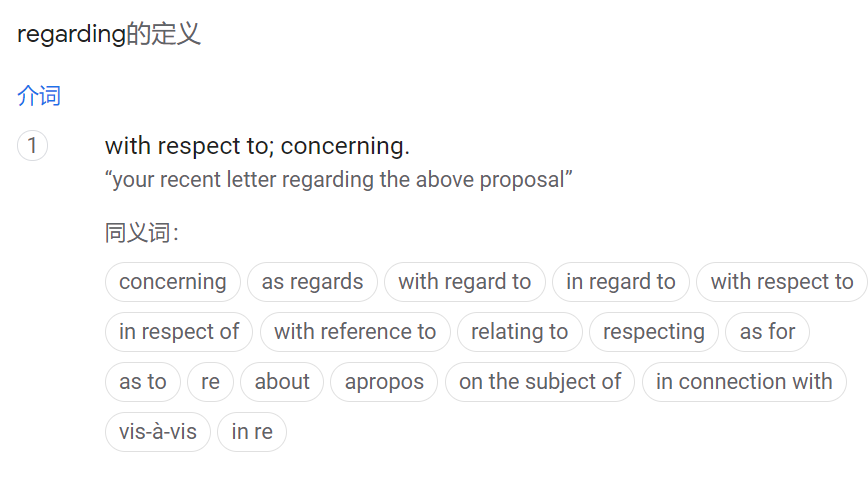 regarding的定义
介词
1 with respect to; concerning.
“your recent letter regarding the above proposal”
同义词：
concerning as regards with regard to in regard to with respect to
in respect of with reference to relating to respecting as for
as to re about apropos on the subject of in connection with
vis-à-vis in re